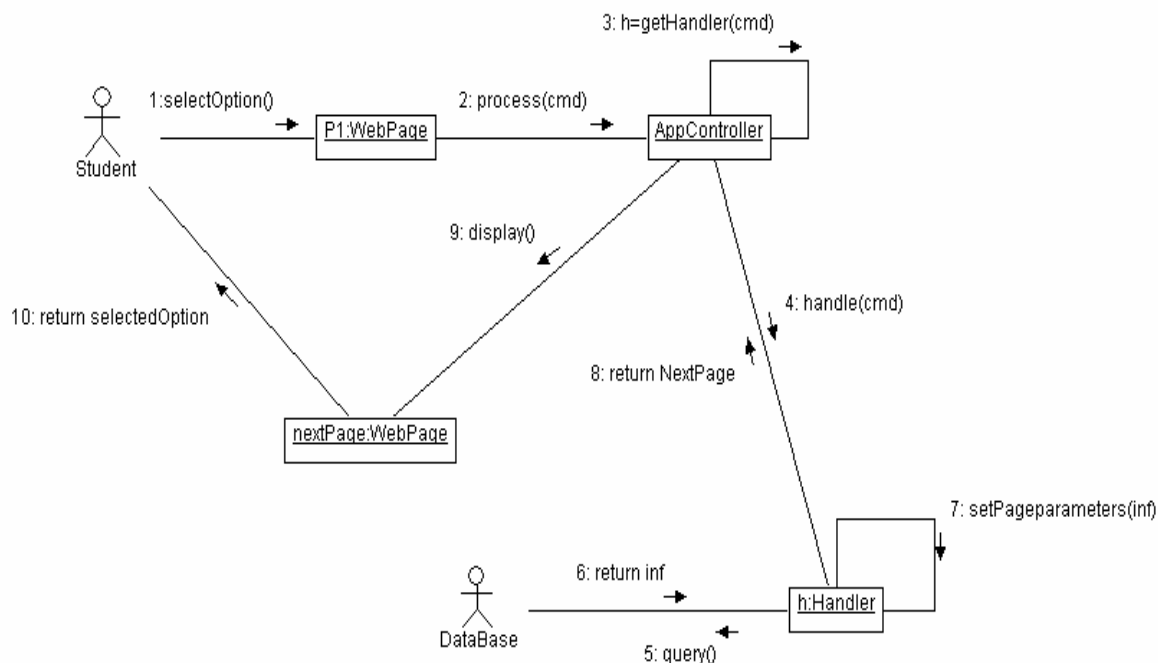 3: h=getHandler(cmd)
1:selectOption()
2: process(cmd)
P1:WebPage
AppController
Student
9: display()
10: return selectedOption
4: handle(cmd)
8: return NextPage
nextPage:WebPage
7: setPageparameters(inf)
6: return inf
h:Handler
DataBase
5: query()